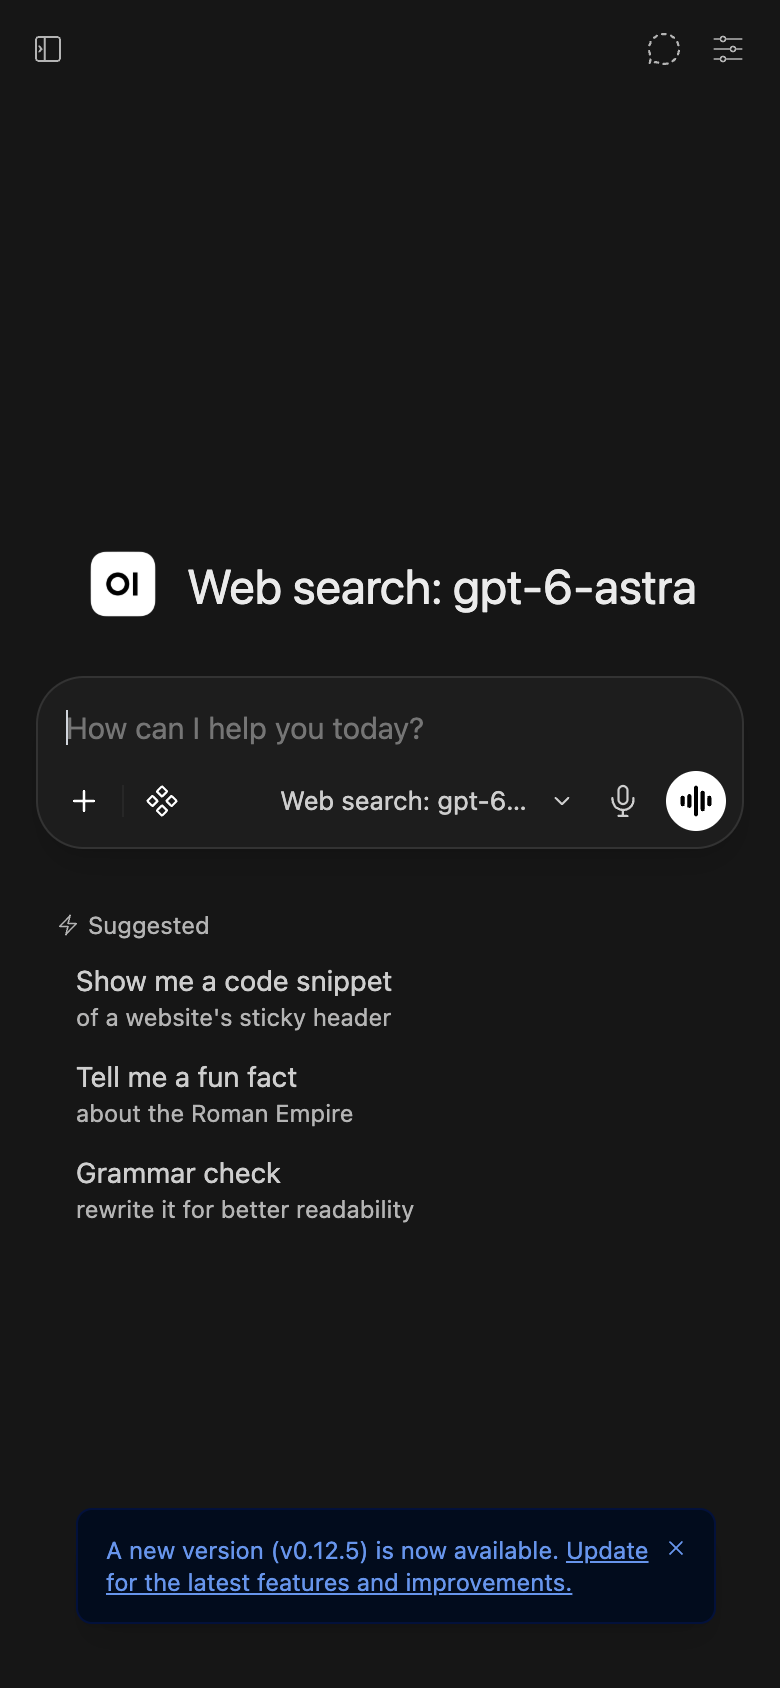 OI
Web search: gpt-6-astra
How can I help you today?
Web search: gpt-6...
Suggested
Show me a code snippet
of a website's sticky header
Tell me a fun fact
about the Roman Empire
Grammar check
rewrite it for better readability
A new version (v0.12.5) is now available. Update
for the latest features and improvements.